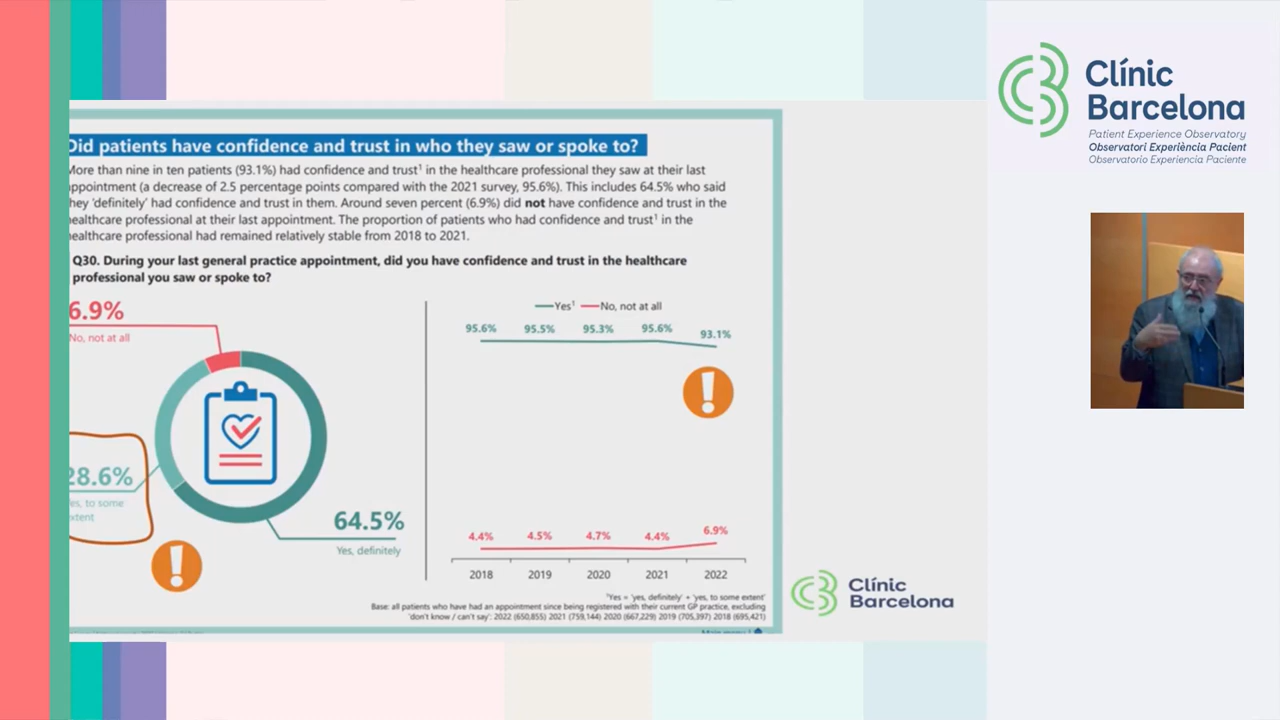 Clínic
Barcelona
Patient Experience Observatory
Observatori Experiència Pacient
Observatorio Experiencia Paciente
Did patients have confidence and trust in who they saw or spoke to?
More than nine in ten patients (93.1%) had confidence and trust¹ in the healthcare professional they saw at their last
appointment (a decrease of 2.5 percentage points compared with the 2021 survey, 95.6%). This includes 64.5% who said
they 'definitely' had confidence and trust in them. Around seven percent (6.9%) did not have confidence and trust in the
healthcare professional at their last appointment. The proportion of patients who had confidence and trust¹ in the
healthcare professional had remained relatively stable from 2018 to 2021.
Q30. During your last general practice appointment, did you have confidence and trust in the healthcare
professional you saw or spoke to?
6.9%
No, not at all
28.6%
Yes, to some
extent
64.5%
Yes, definitely
Yes¹ No, not at all
95.6% 95.5% 95.3% 95.6% 93.1%
4.4% 4.5% 4.7% 4.4% 6.9%
2018 2019 2020 2021 2022
¹Yes = 'yes, definitely' + 'yes, to some extent'
Base: all patients who have had an appointment since being registered with their current GP practice, excluding
'don't know / can't say': 2022 (650,855) 2021 (759,144) 2020 (667,229) 2019 (705,397) 2018 (695,421)
Main menu
Clínic
Barcelona